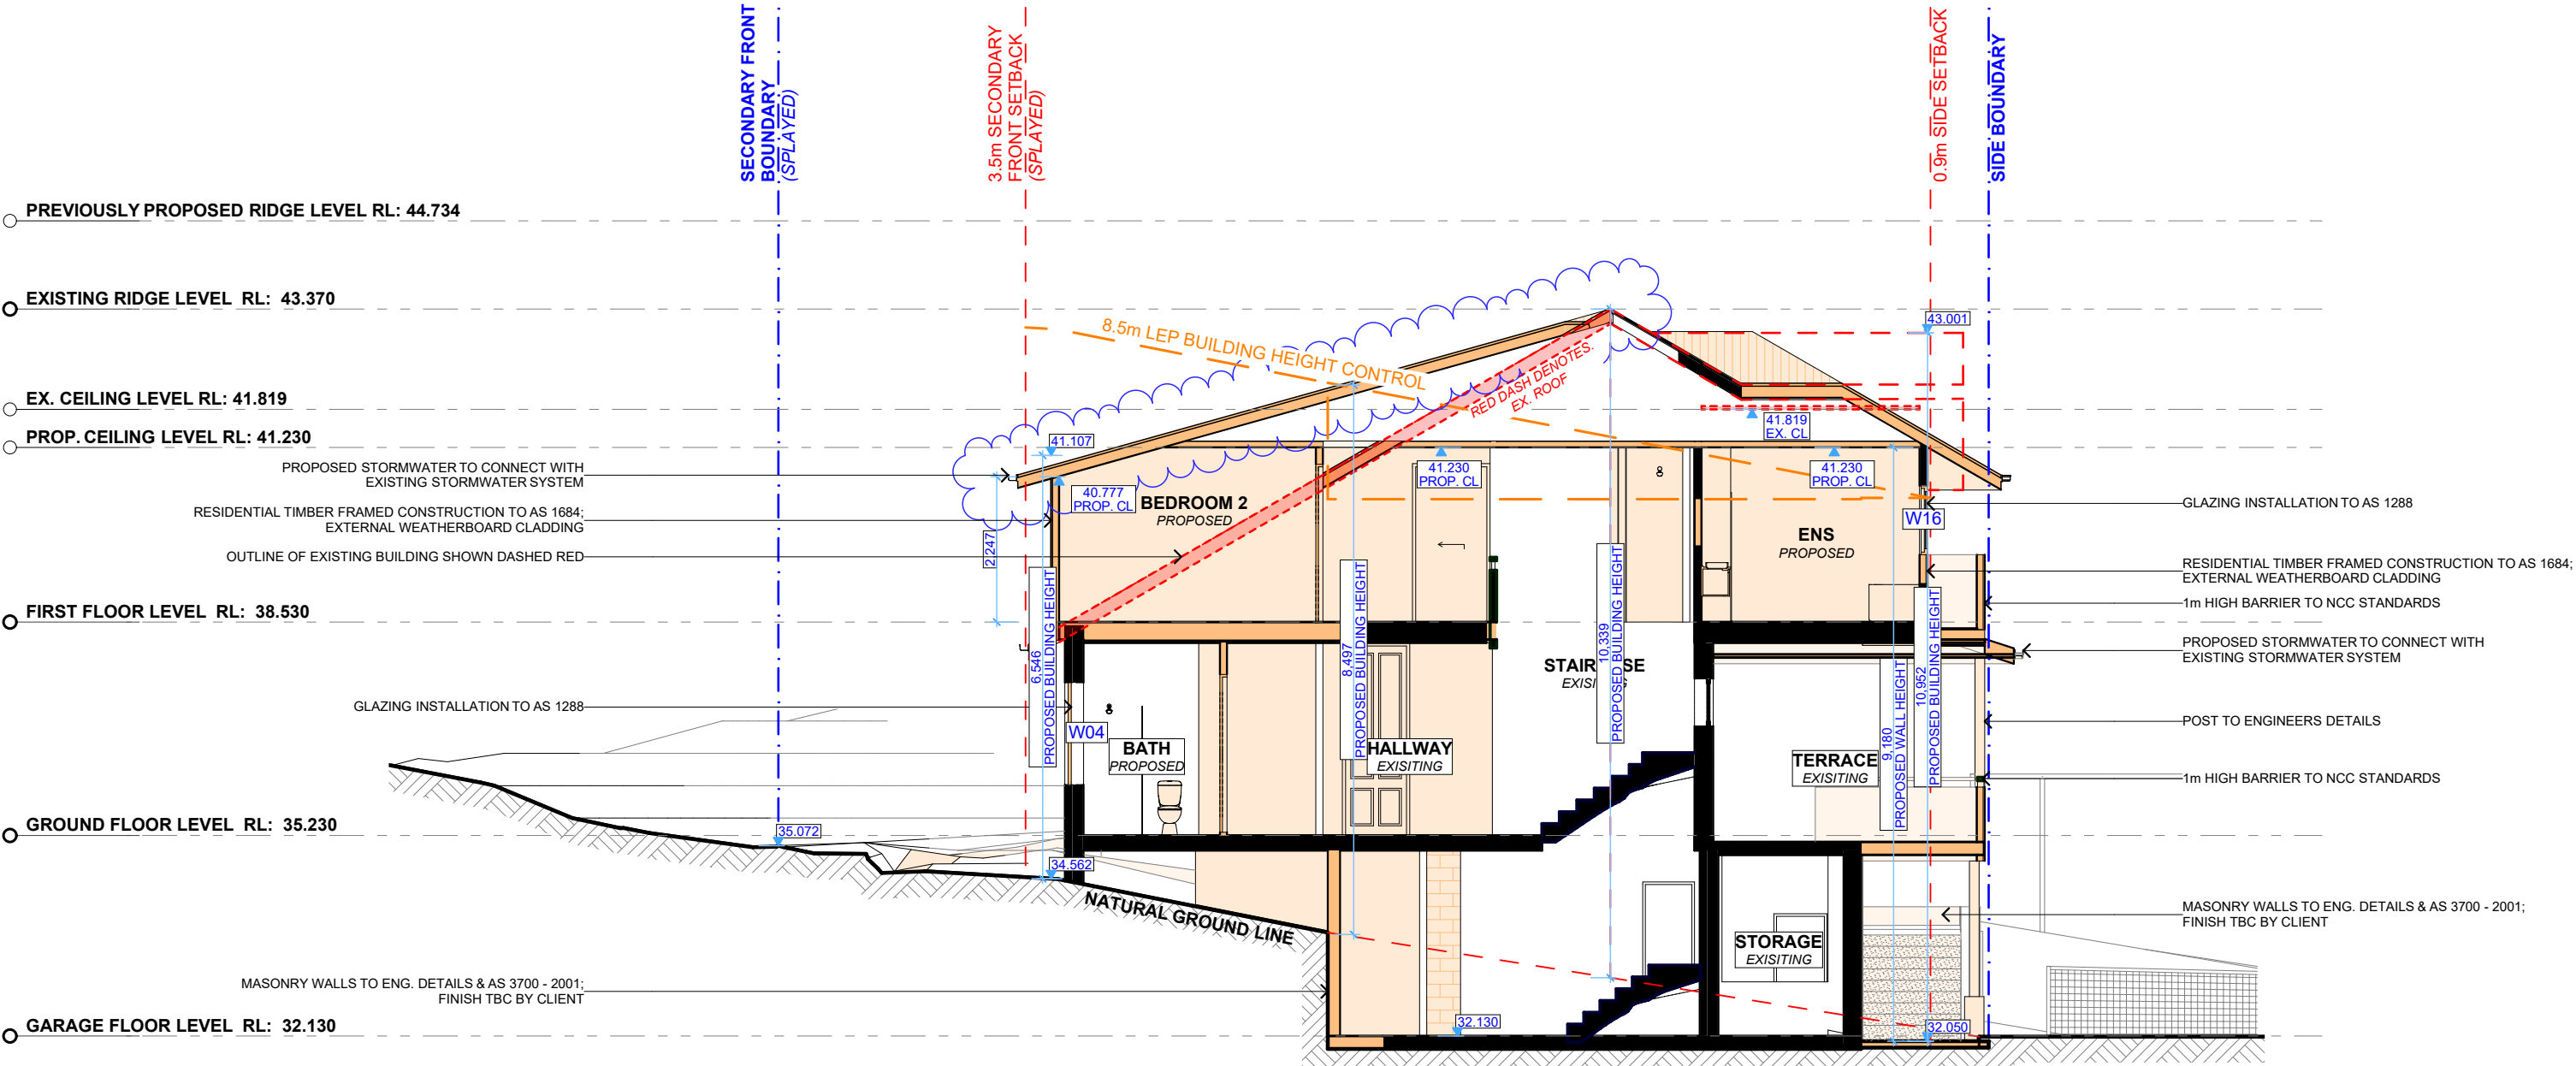 SECONDARY FRONT
BOUNDARY
(SPLAYED)
3.5m SECONDARY
FRONT SETBACK
(SPLAYED)
0.9m SIDE SETBACK
SIDE BOUNDARY
PREVIOUSLY PROPOSED RIDGE LEVEL RL: 44.734
EXISTING RIDGE LEVEL RL: 43.370
EX. CEILING LEVEL RL: 41.819
PROP. CEILING LEVEL RL: 41.230
FIRST FLOOR LEVEL RL: 38.530
GROUND FLOOR LEVEL RL: 35.230
GARAGE FLOOR LEVEL RL: 32.130
PROPOSED STORMWATER TO CONNECT WITH
EXISTING STORMWATER SYSTEM
RESIDENTIAL TIMBER FRAMED CONSTRUCTION TO AS 1684;
EXTERNAL WEATHERBOARD CLADDING
OUTLINE OF EXISTING BUILDING SHOWN DASHED RED
GLAZING INSTALLATION TO AS 1288
MASONRY WALLS TO ENG. DETAILS & AS 3700 - 2001;
FINISH TBC BY CLIENT
8.5m LEP BUILDING HEIGHT CONTROL
RED DASH DENOTES.
EX. ROOF
43.001
41.107
40.777
PROP. CL
41.230
PROP. CL
41.819
EX. CL
41.230
PROP. CL
2,247
BEDROOM 2
PROPOSED
ENS
PROPOSED
W16
6,546
PROPOSED BUILDING HEIGHT
8,497
PROPOSED BUILDING HEIGHT
10,339
PROPOSED BUILDING HEIGHT
9,180
PROPOSED WALL HEIGHT
10,952
PROPOSED BUILDING HEIGHT
EXISI
W04
BATH
PROPOSED
HALLWAY
EXISITING
TERRACE
EXISITING
STORAGE
EXISITING
35.072
34.562
NATURAL GROUND LINE
32.130
32.050
GLAZING INSTALLATION TO AS 1288
RESIDENTIAL TIMBER FRAMED CONSTRUCTION TO AS 1684;
EXTERNAL WEATHERBOARD CLADDING
1m HIGH BARRIER TO NCC STANDARDS
PROPOSED STORMWATER TO CONNECT WITH
EXISTING STORMWATER SYSTEM
POST TO ENGINEERS DETAILS
1m HIGH BARRIER TO NCC STANDARDS
MASONRY WALLS TO ENG. DETAILS & AS 3700 - 2001;
FINISH TBC BY CLIENT